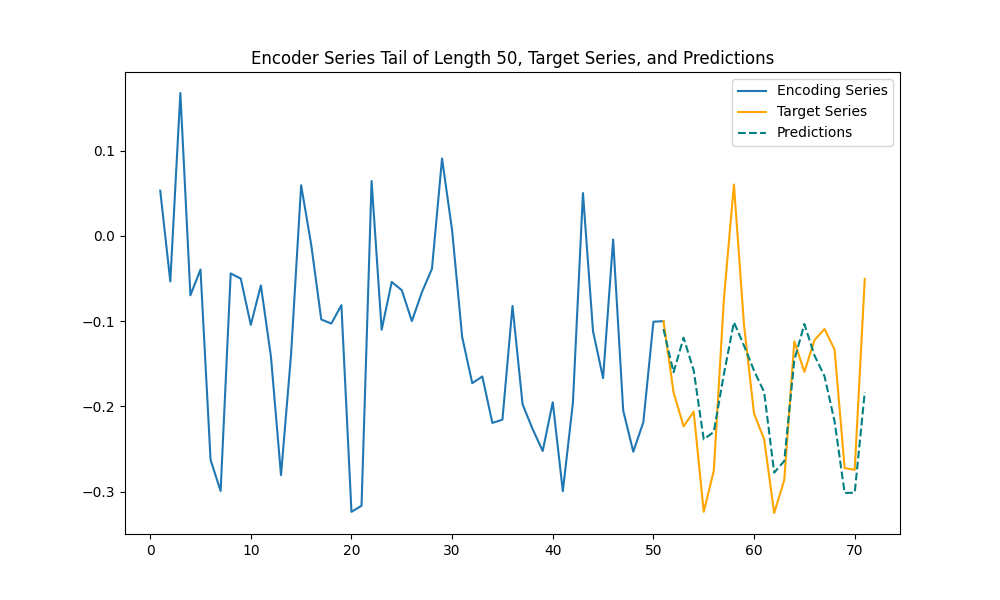 Encoder Series Tail of Length 50, Target Series, and Predictions
Encoding Series
Target Series
Predictions
0.1
0.0
−0.1
−0.2
−0.3
0 10 20 30 40 50 60 70